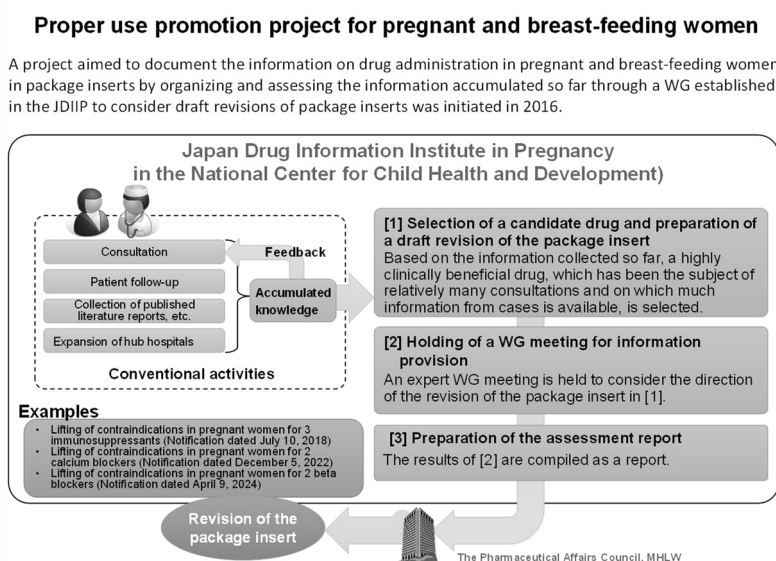 Proper use promotion project for pregnant and breast-feeding women
A project aimed to document the information on drug administration in pregnant and breast-feeding women
in package inserts by organizing and assessing the information accumulated so far through a WG established
in the JDIIP to consider draft revisions of package inserts was initiated in 2016.
Japan Drug Information Institute in Pregnancy
in the National Center for Child Health and Development)
Consultation
Patient follow-up
Collection of published
literature reports, etc.
Expansion of hub hospitals
Feedback
Accumulated
knowledge
Conventional activities
[1] Selection of a candidate drug and preparation of
a draft revision of the package insert
Based on the information collected so far, a highly
clinically beneficial drug, which has been the subject of
relatively many consultations and on which much
information from cases is available, is selected.
[2] Holding of a WG meeting for information
provision
An expert WG meeting is held to consider the direction
of the revision of the package insert in [1].
[3] Preparation of the assessment report
The results of [2] are compiled as a report.
Examples
• Lifting of contraindications in pregnant women for 3
immunosuppressants (Notification dated July 10, 2018)
• Lifting of contraindications in pregnant women for 2
calcium blockers (Notification dated December 5, 2022)
• Lifting of contraindications in pregnant women for 2 beta
blockers (Notification dated April 9, 2024)
Revision of the
package insert
The Pharmaceutical Affairs Council, MHLW